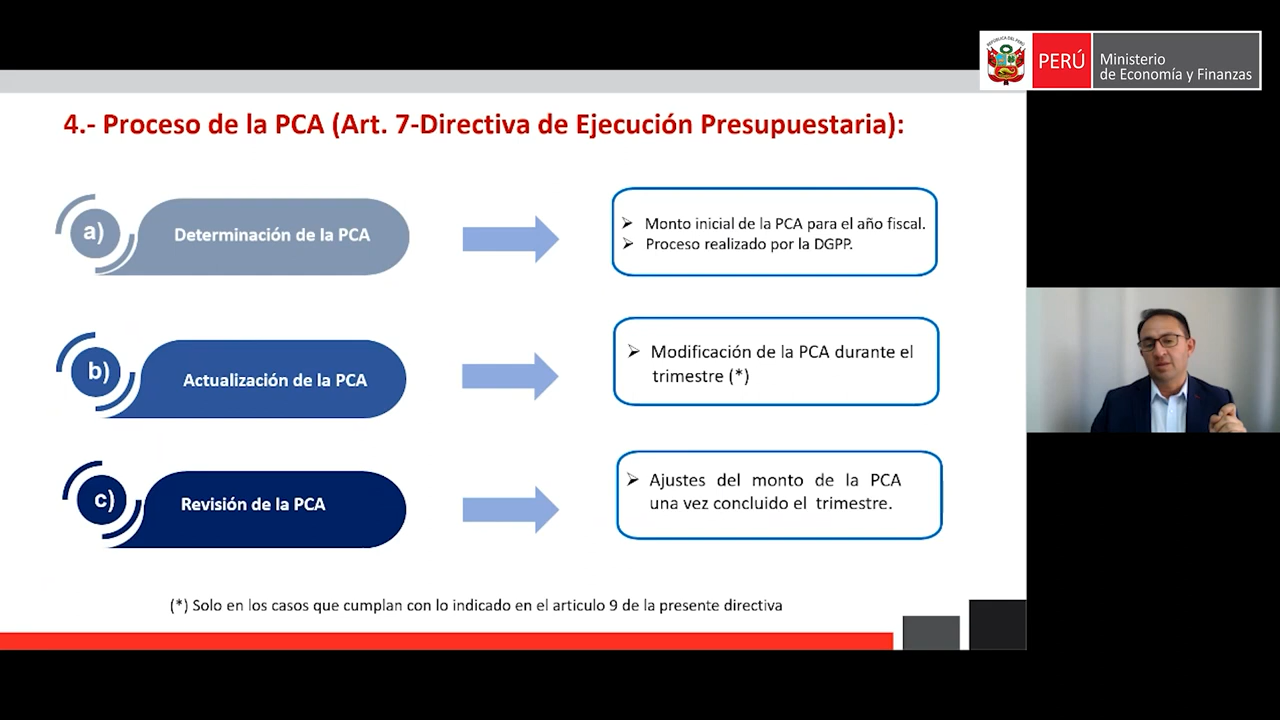 REPÚBLICA DEL PERÚ
PERÚ
Ministerio
de Economía y Finanzas
4.- Proceso de la PCA (Art. 7-Directiva de Ejecución Presupuestaria):
a)
Determinación de la PCA
➢ Monto inicial de la PCA para el año fiscal.
➢ Proceso realizado por la DGPP.
b)
Actualización de la PCA
➢ Modificación de la PCA durante el
trimestre (*)
c)
Revisión de la PCA
➢ Ajustes del monto de la PCA
una vez concluido el trimestre.
(*) Solo en los casos que cumplan con lo indicado en el articulo 9 de la presente directiva